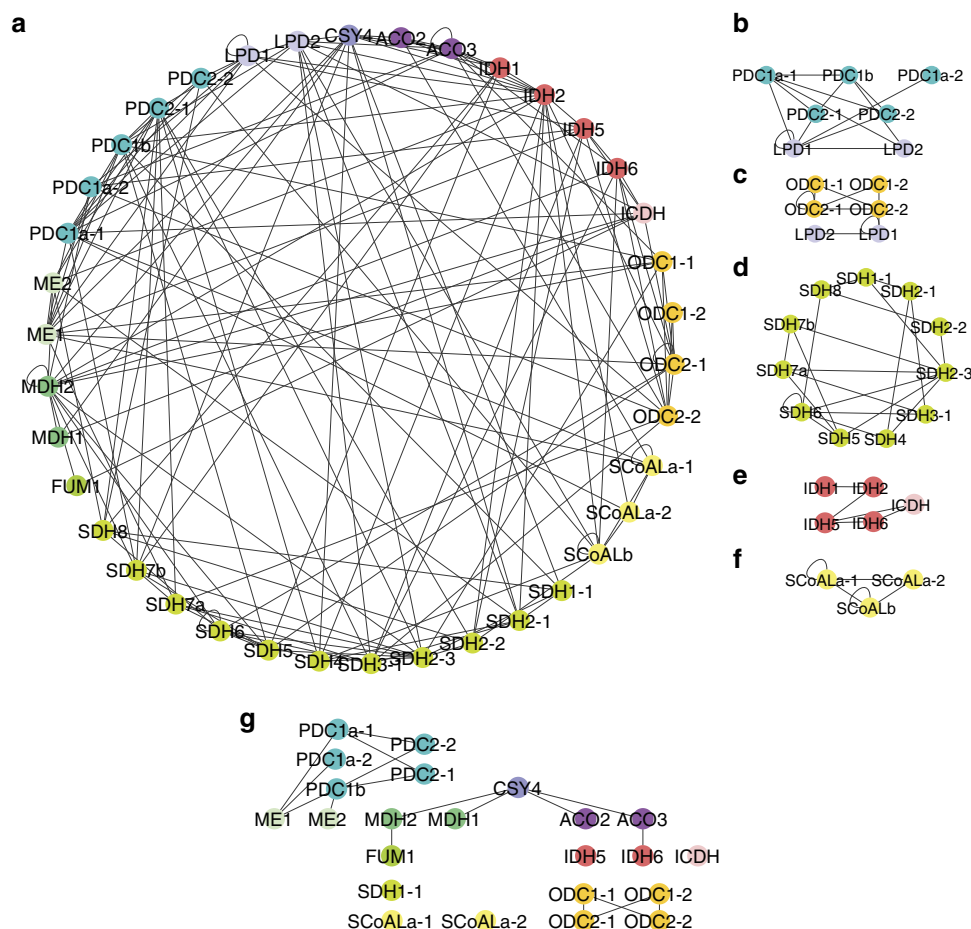 a
CSY4
ACO2
ACO3
IDH1
IDH2
IDH5
IDH6
ICDH
ODC1-1
ODC1-2
ODC2-1
ODC2-2
SCoALa-1
SCoALa-2
SCoALb
SDH1-1
SDH2-1
SDH2-2
SDH2-3
SDH3-1
SDH4
SDH5
SDH6
SDH7a
SDH7b
SDH8
FUM1
MDH1
MDH2
ME1
ME2
PDC1a-1
PDC1a-2
PDC1b
PDC2-1
PDC2-2
LPD1
LPD2
b
PDC1a-1 PDC1b PDC1a-2
PDC2-1 PDC2-2
LPD1 LPD2
c
ODC1-1 ODC1-2
ODC2-1 ODC2-2
LPD2 LPD1
d
SDH1-1
SDH8 SDH2-1
SDH7b SDH2-2
SDH7a SDH2-3
SDH6 SDH3-1
SDH5 SDH4
e
IDH1 IDH2
ICDH
IDH5 IDH6
f
SCoALa-1 SCoALa-2
SCoALb
g
PDC1a-1
PDC2-2
PDC1a-2
PDC2-1
PDC1b CSY4
ME1 ME2 MDH2 MDH1 ACO2 ACO3
FUM1 IDH5 IDH6 ICDH
SDH1-1 ODC1-1 ODC1-2
SCoALa-1 SCoALa-2 ODC2-1 ODC2-2